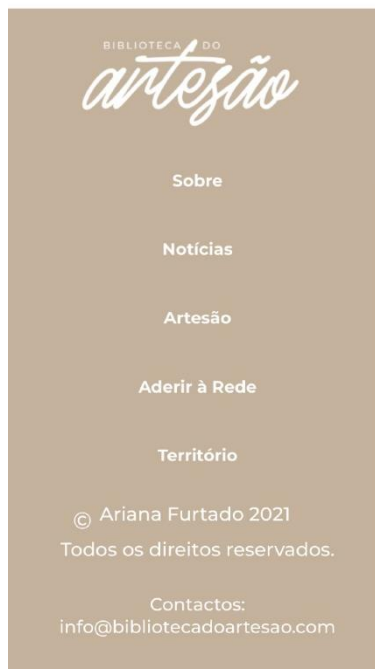 BIBLIOTECA DO
artesão
Sobre
Notícias
Artesão
Aderir à Rede
Território
© Ariana Furtado 2021
Todos os direitos reservados.
Contactos:
info@bibliotecadoartesao.com